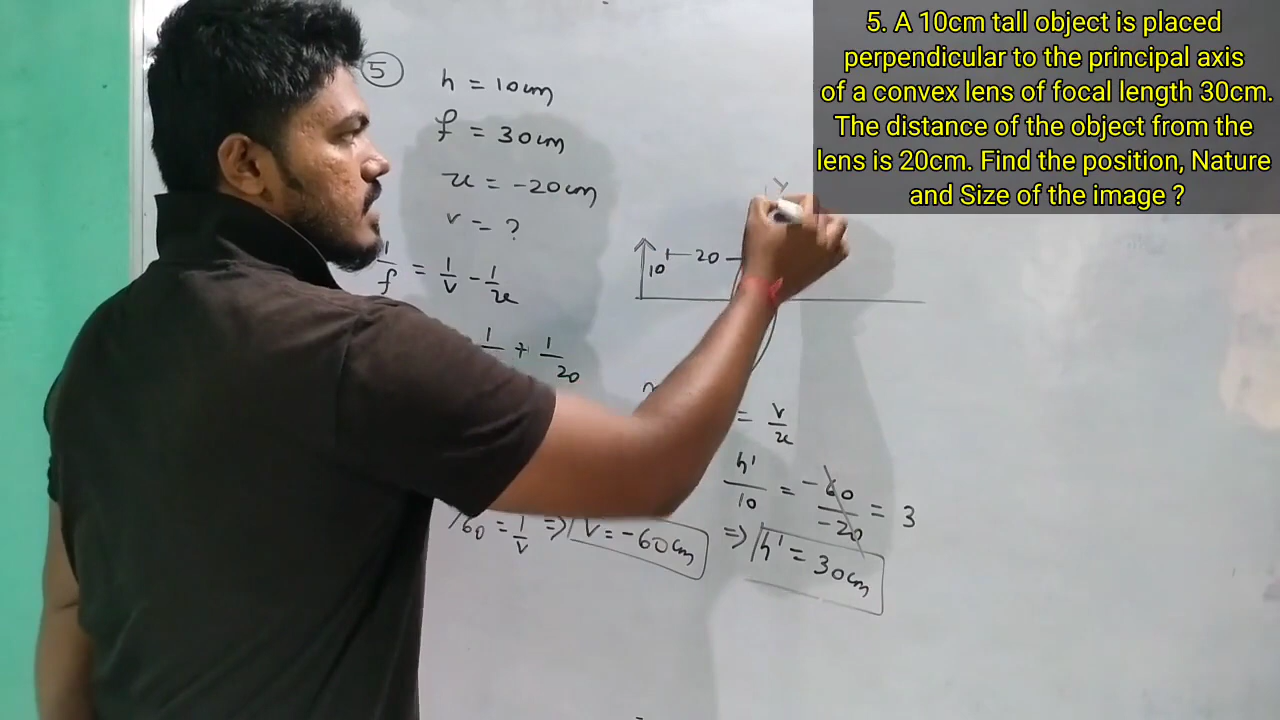 5. A 10cm tall object is placed
perpendicular to the principal axis
of a convex lens of focal length 30cm.
The distance of the object from the
lens is 20cm. Find the position, Nature
and Size of the image ?
5
h = 10cm
f = 30cm
u = -20cm
v = ?
1/f = 1/v - 1/u
+ 1/20
10
20
= v/u
h'/10 = -60/-20 = 3
/60 = 1/v ⇒ v = -60cm
⇒ h' = 30cm